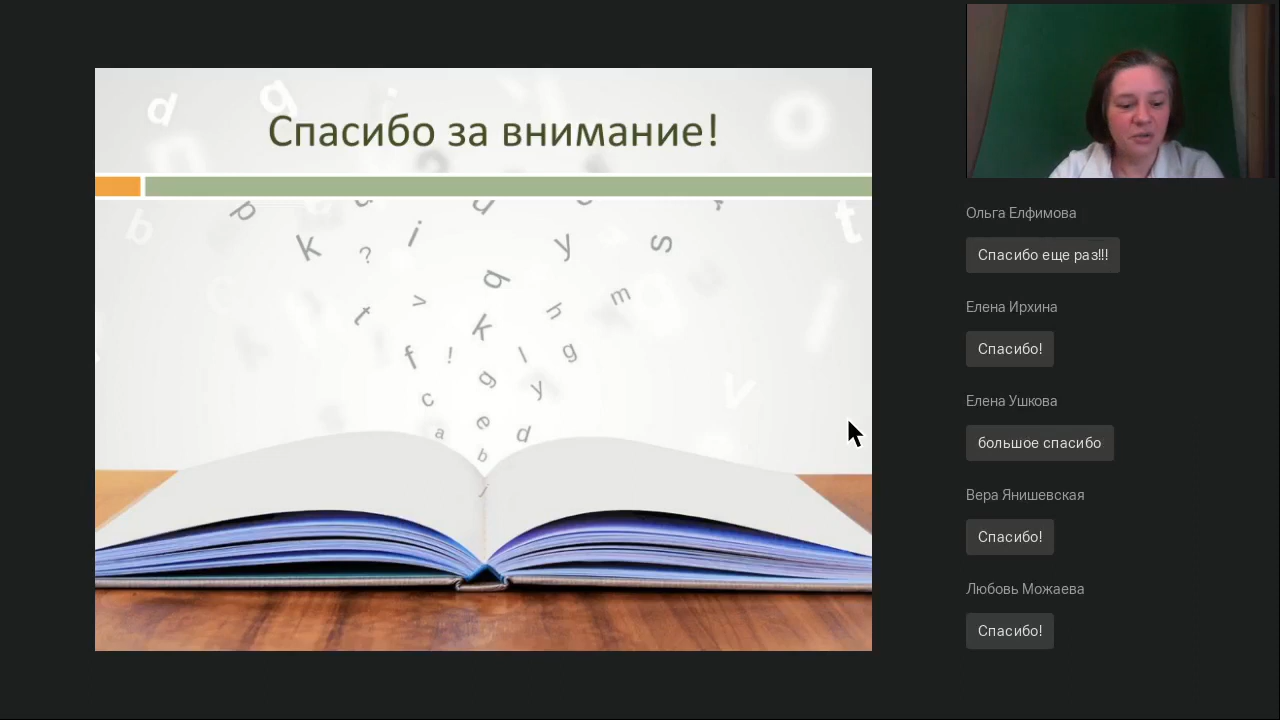 Спасибо за внимание!
p
k
i
y
s
?
q
t
>
k
h
m
f
!
l
g
g
y
c
e
a
d
b
j
d
g
o
b
t
v
Ольга Елфимова
Спасибо еще раз!!!
Елена Ирхина
Спасибо!
Елена Ушкова
большое спасибо
Вера Янишевская
Спасибо!
Любовь Можаева
Спасибо!